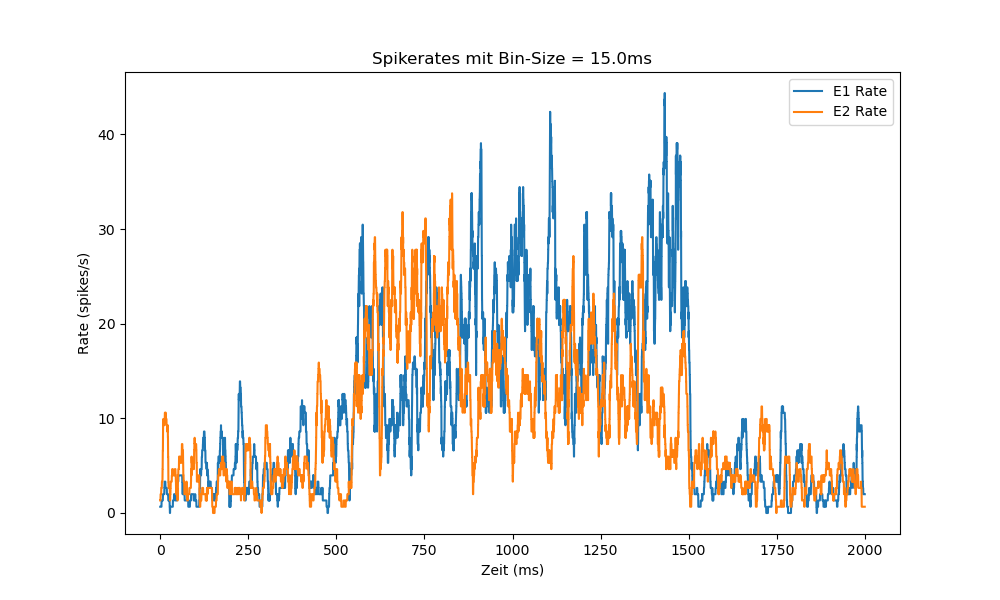 Spikerates mit Bin-Size = 15.0ms
E1 Rate
E2 Rate
Rate (spikes/s)
40
30
20
10
0
0 250 500 750 1000 1250 1500 1750 2000
Zeit (ms)